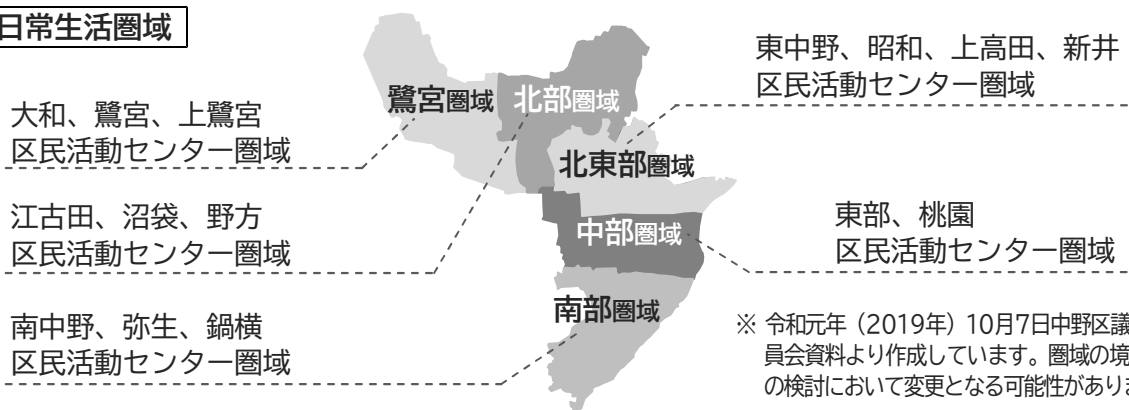 日常生活圏域
大和、鷺宮、上鷺宮
区民活動センター圏域
江古田、沼袋、野方
区民活動センター圏域
南中野、弥生、鍋横
区民活動センター圏域
鷺宮圏域
北部圏域
北東部圏域
中部圏域
南部圏域
東中野、昭和、上高田、新井
区民活動センター圏域
東部、桃園
区民活動センター圏域
※ 令和元年（2019年）10月7日中野区議
員会資料より作成しています。圏域の境
の検討において変更となる可能性があり